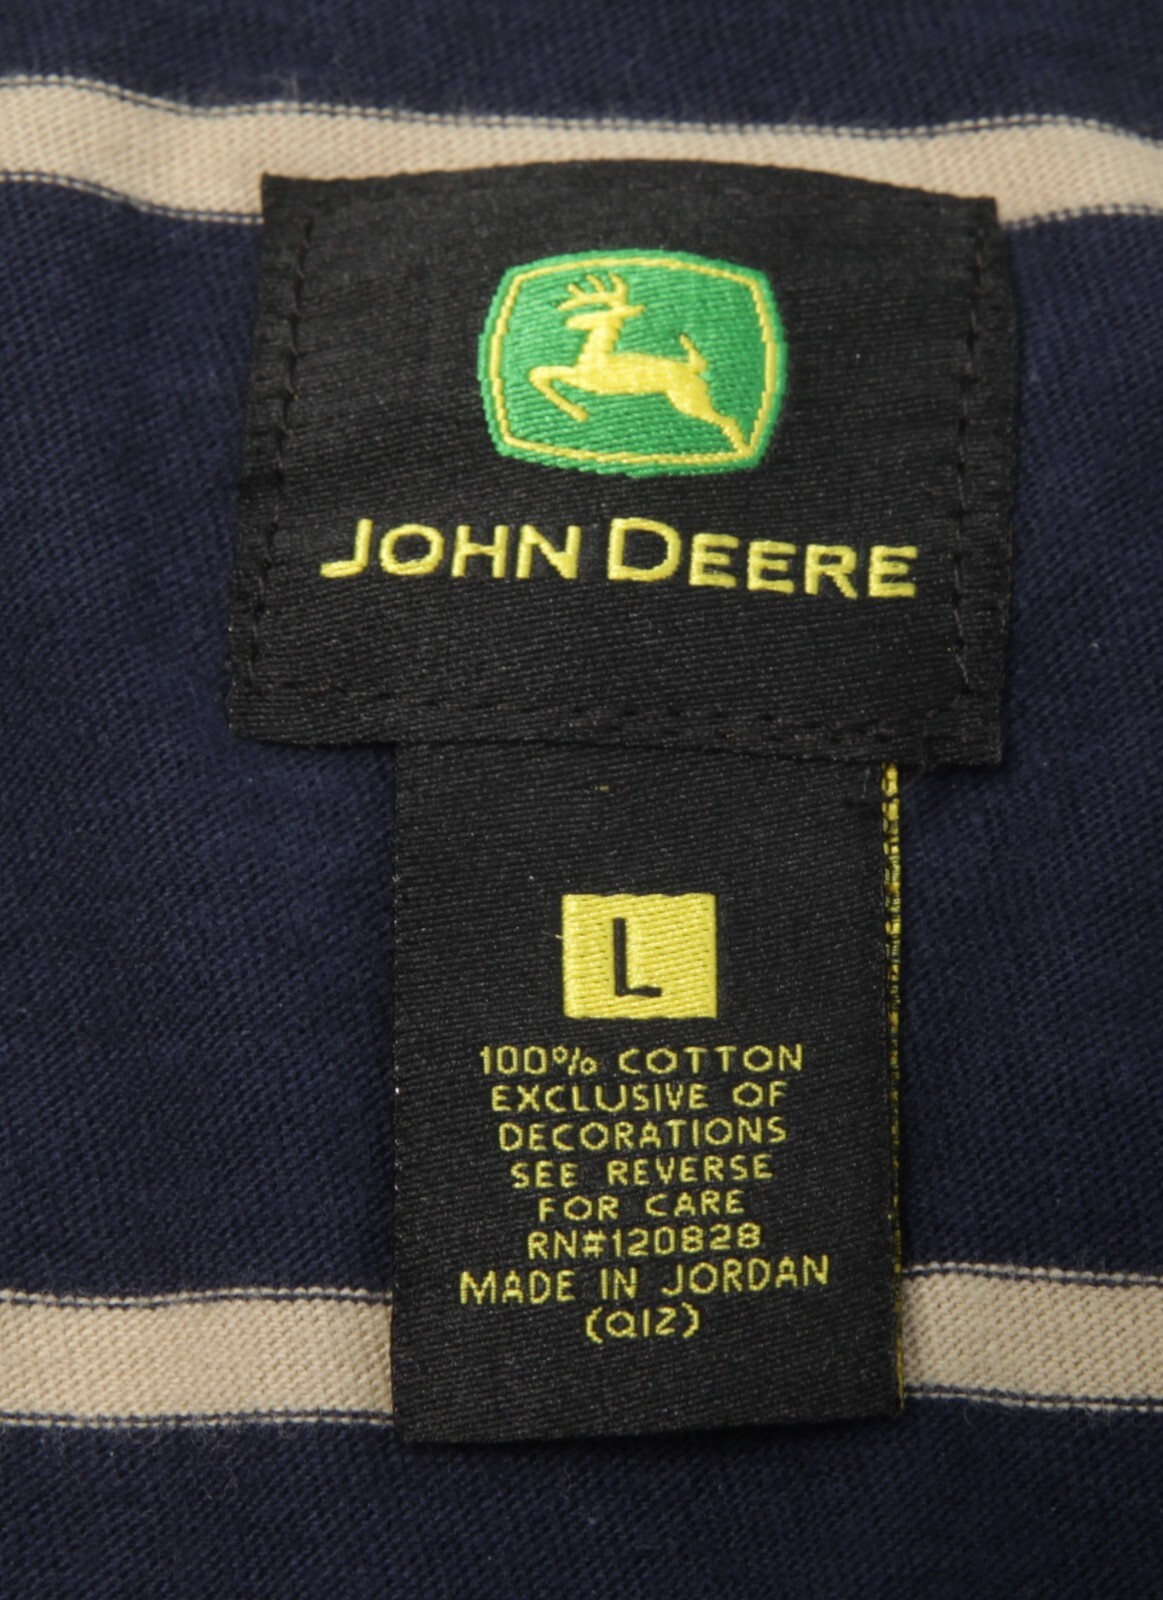 JOHN DEERE
L
100% COTTON
EXCLUSIVE OF
DECORATIONS
SEE REVERSE
FOR CARE
RN#120828
MADE IN JORDAN
(QIZ)